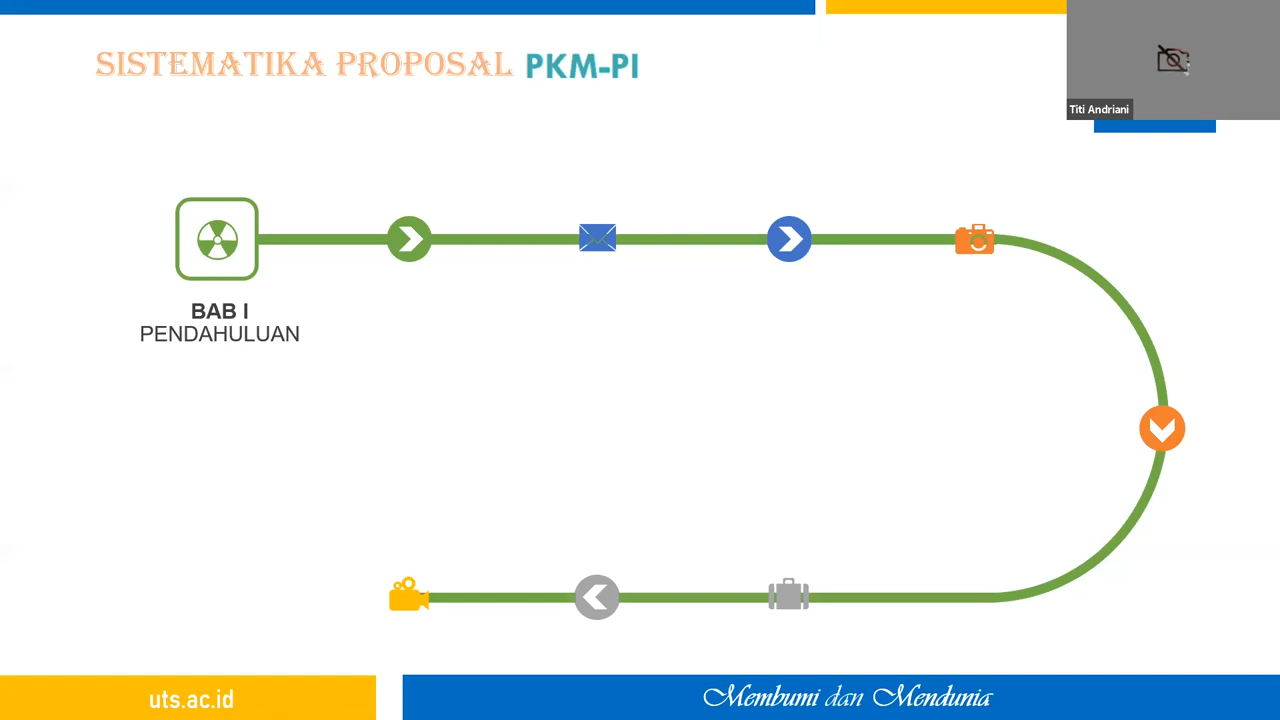 SISTEMATIKA PROPOSAL PKM-PI
Titi Andriani
BAB I
PENDAHULUAN
uts.ac.id
Membumi dan Mendunia